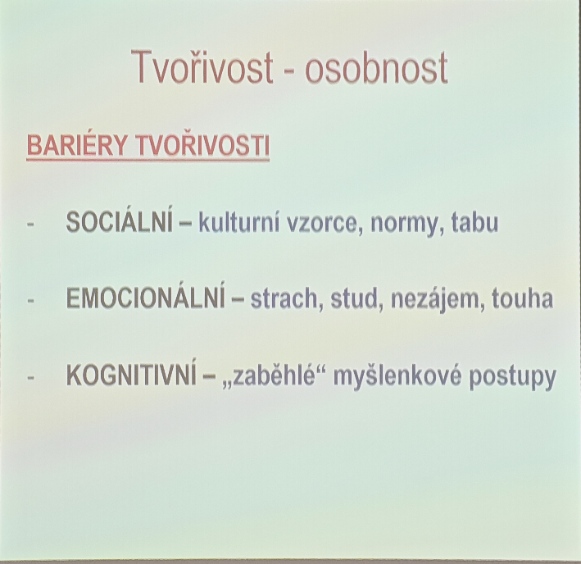 Tvořivost - osobnost
BARIÉRY TVOŘIVOSTI
- SOCIÁLNÍ – kulturní vzorce, normy, tabu
- EMOCIONÁLNÍ – strach, stud, nezájem, touha
- KOGNITIVNÍ – „zaběhlé“ myšlenkové postupy